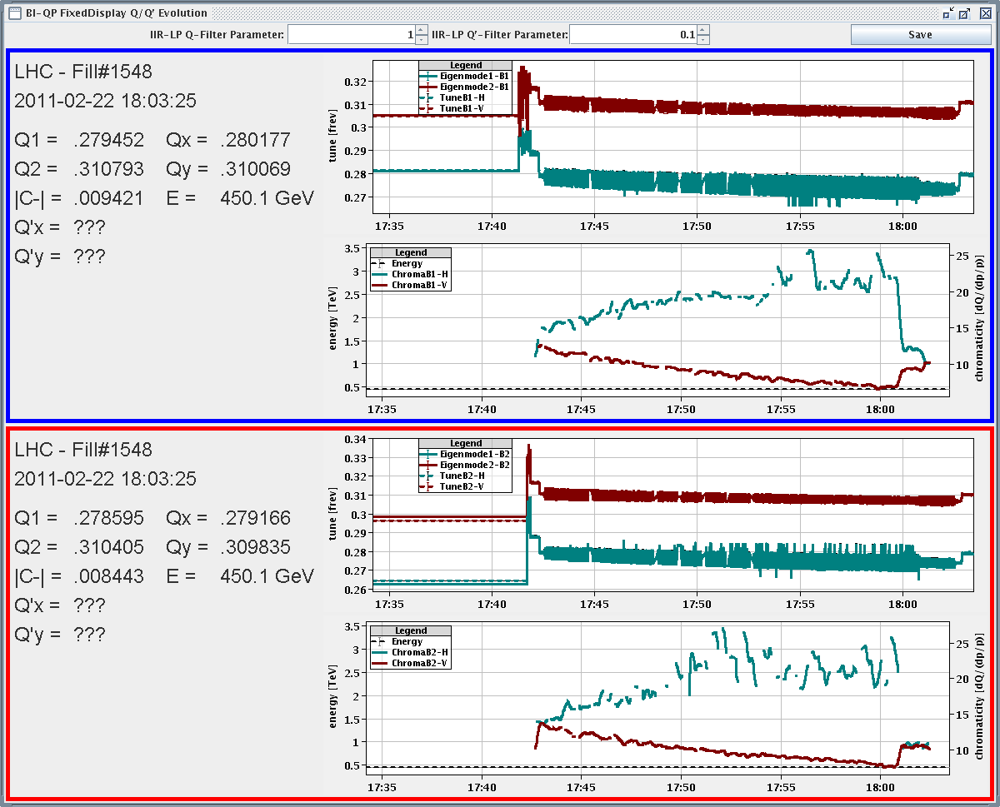 BI-QP FixedDisplay Q/Q' Evolution
IIR-LP Q-Filter Parameter: 1 IIR-LP Q'-Filter Parameter: 0.1 Save
LHC - Fill#1548
2011-02-22 18:03:25
Q1 = .279452 Qx = .280177
Q2 = .310793 Qy = .310069
|C-| = .009421 E = 450.1 GeV
Q'x = ???
Q'y = ???
tune [frev]
0.32
0.31
0.3
0.29
0.28
0.27
Legend
Eigenmode1-B1
Eigenmode2-B1
TuneB1-H
TuneB1-V
17:35 17:40 17:45 17:50 17:55 18:00
energy [TeV]
3.5
3
2.5
2
1.5
1
0.5
Legend
Energy
ChromaB1-H
ChromaB1-V
25
20
15
10
chromaticity [dQ/(dp/p)]
17:35 17:40 17:45 17:50 17:55 18:00
LHC - Fill#1548
2011-02-22 18:03:25
Q1 = .278595 Qx = .279166
Q2 = .310405 Qy = .309835
|C-| = .008443 E = 450.1 GeV
Q'x = ???
Q'y = ???
tune [frev]
0.34
0.33
0.32
0.31
0.3
0.29
0.28
0.27
0.26
Legend
Eigenmode1-B2
Eigenmode2-B2
TuneB2-H
TuneB2-V
17:35 17:40 17:45 17:50 17:55 18:00
energy [TeV]
3.5
3
2.5
2
1.5
1
0.5
Legend
Energy
ChromaB2-H
ChromaB2-V
25
20
15
10
chromaticity [dQ/(dp/p)]
17:35 17:40 17:45 17:50 17:55 18:00